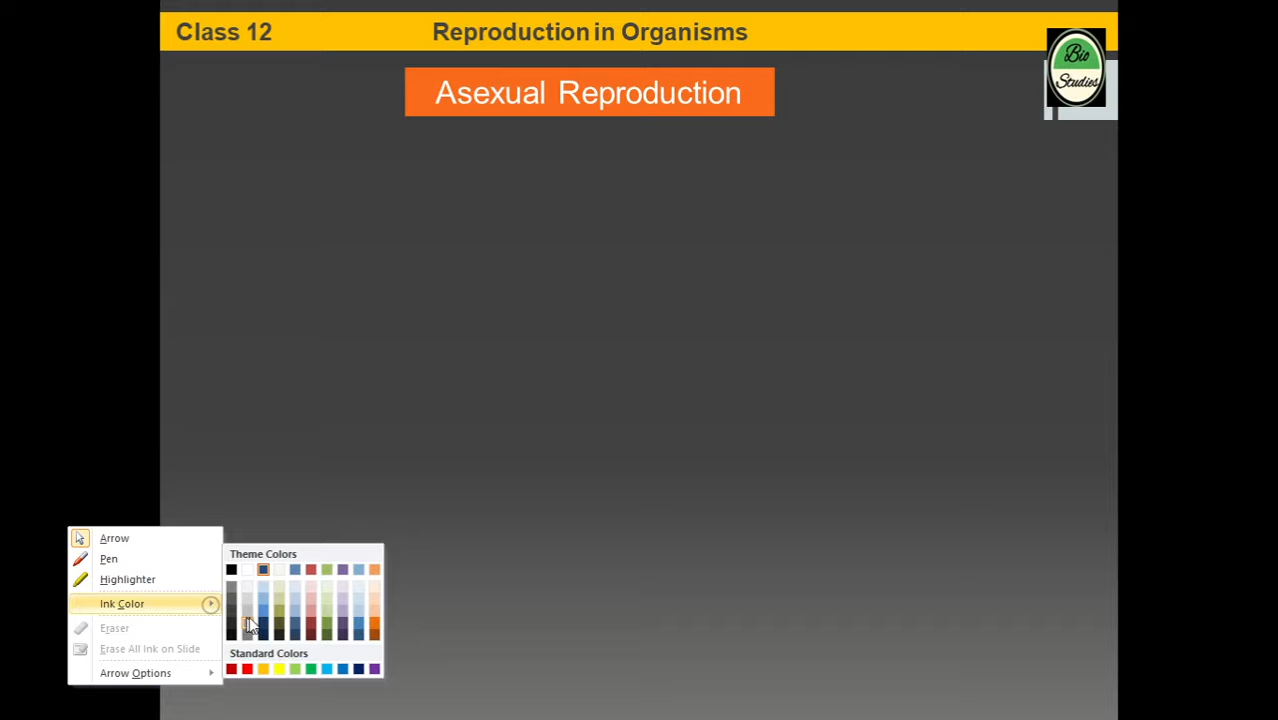 Class 12
Reproduction in Organisms
Bio
Studies
Asexual Reproduction
Arrow
Pen
Highlighter
Ink Color
Eraser
Erase All Ink on Slide
Arrow Options
Theme Colors
Standard Colors